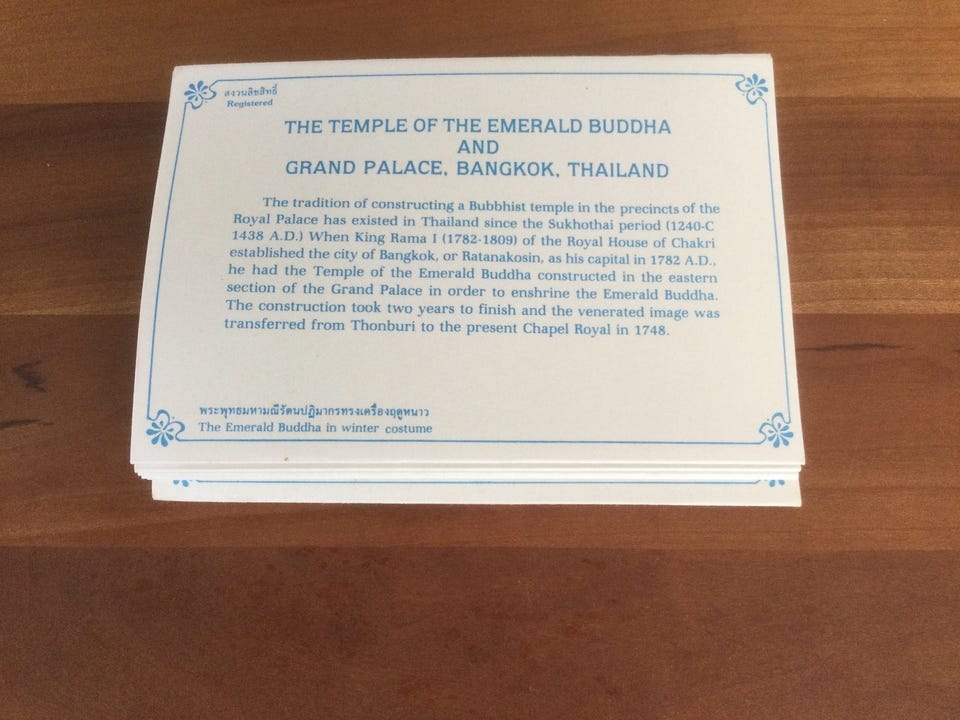 สงวนลิขสิทธิ์
Registered
THE TEMPLE OF THE EMERALD BUDDHA
AND
GRAND PALACE, BANGKOK, THAILAND
The tradition of constructing a Bubbhist temple in the precincts of the
Royal Palace has existed in Thailand since the Sukhothai period (1240-C
1438 A.D.) When King Rama I (1782-1809) of the Royal House of Chakri
established the city of Bangkok, or Ratanakosin, as his capital in 1782 A.D.,
he had the Temple of the Emerald Buddha constructed in the eastern
section of the Grand Palace in order to enshrine the Emerald Buddha.
The construction took two years to finish and the venerated image was
transferred from Thonburi to the present Chapel Royal in 1748.
พระพุทธมหามณีรัตนปฏิมากรทรงเครื่องฤดูหนาว
The Emerald Buddha in winter costume